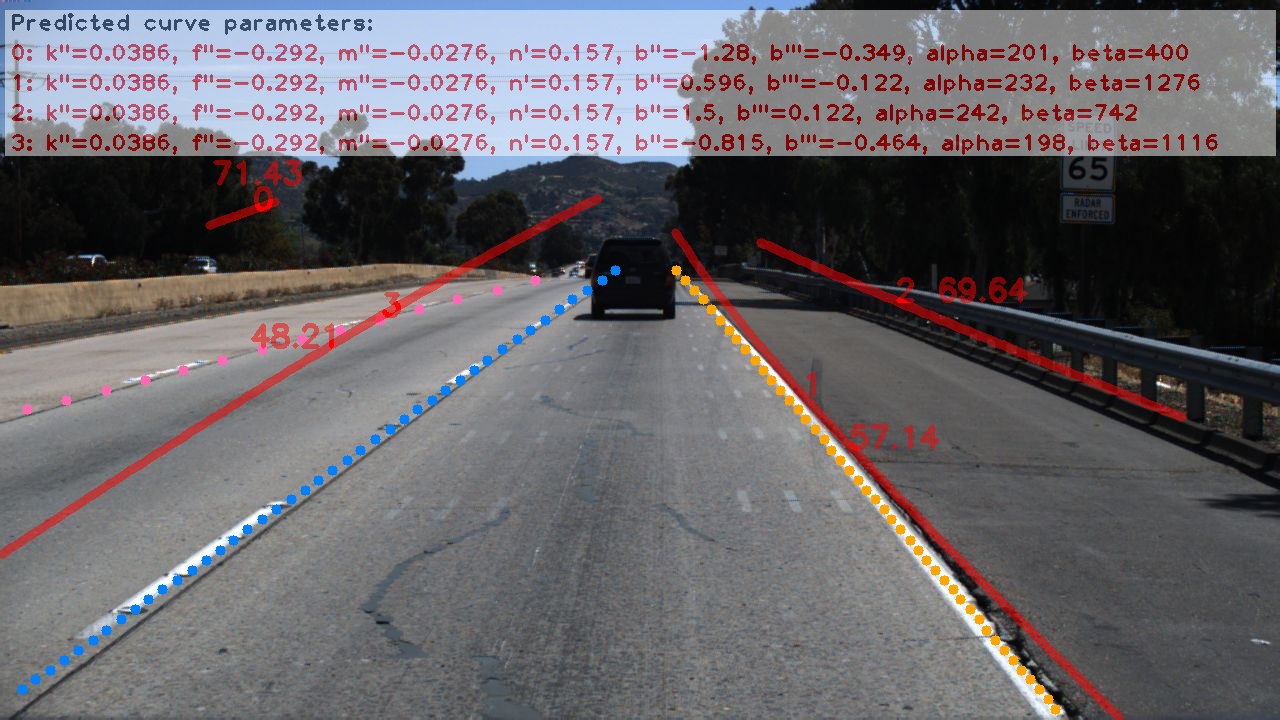 Predicted curve parameters:
0: k''=0.0386, f''=-0.292, m''=-0.0276, n'=0.157, b''=-1.28, b'''=-0.349, alpha=201, beta=400
1: k''=0.0386, f''=-0.292, m''=-0.0276, n'=0.157, b''=0.596, b'''=-0.122, alpha=232, beta=1276
2: k''=0.0386, f''=-0.292, m''=-0.0276, n'=0.157, b''=1.5, b'''=0.122, alpha=242, beta=742
3: k''=0.0386, f''=-0.292, m''=-0.0276, n'=0.157, b''=-0.815, b'''=-0.464, alpha=198, beta=1116
SPEED
65
RADAR
ENFORCED
71.43
0
2 69.64
3
48.21
1
57.14